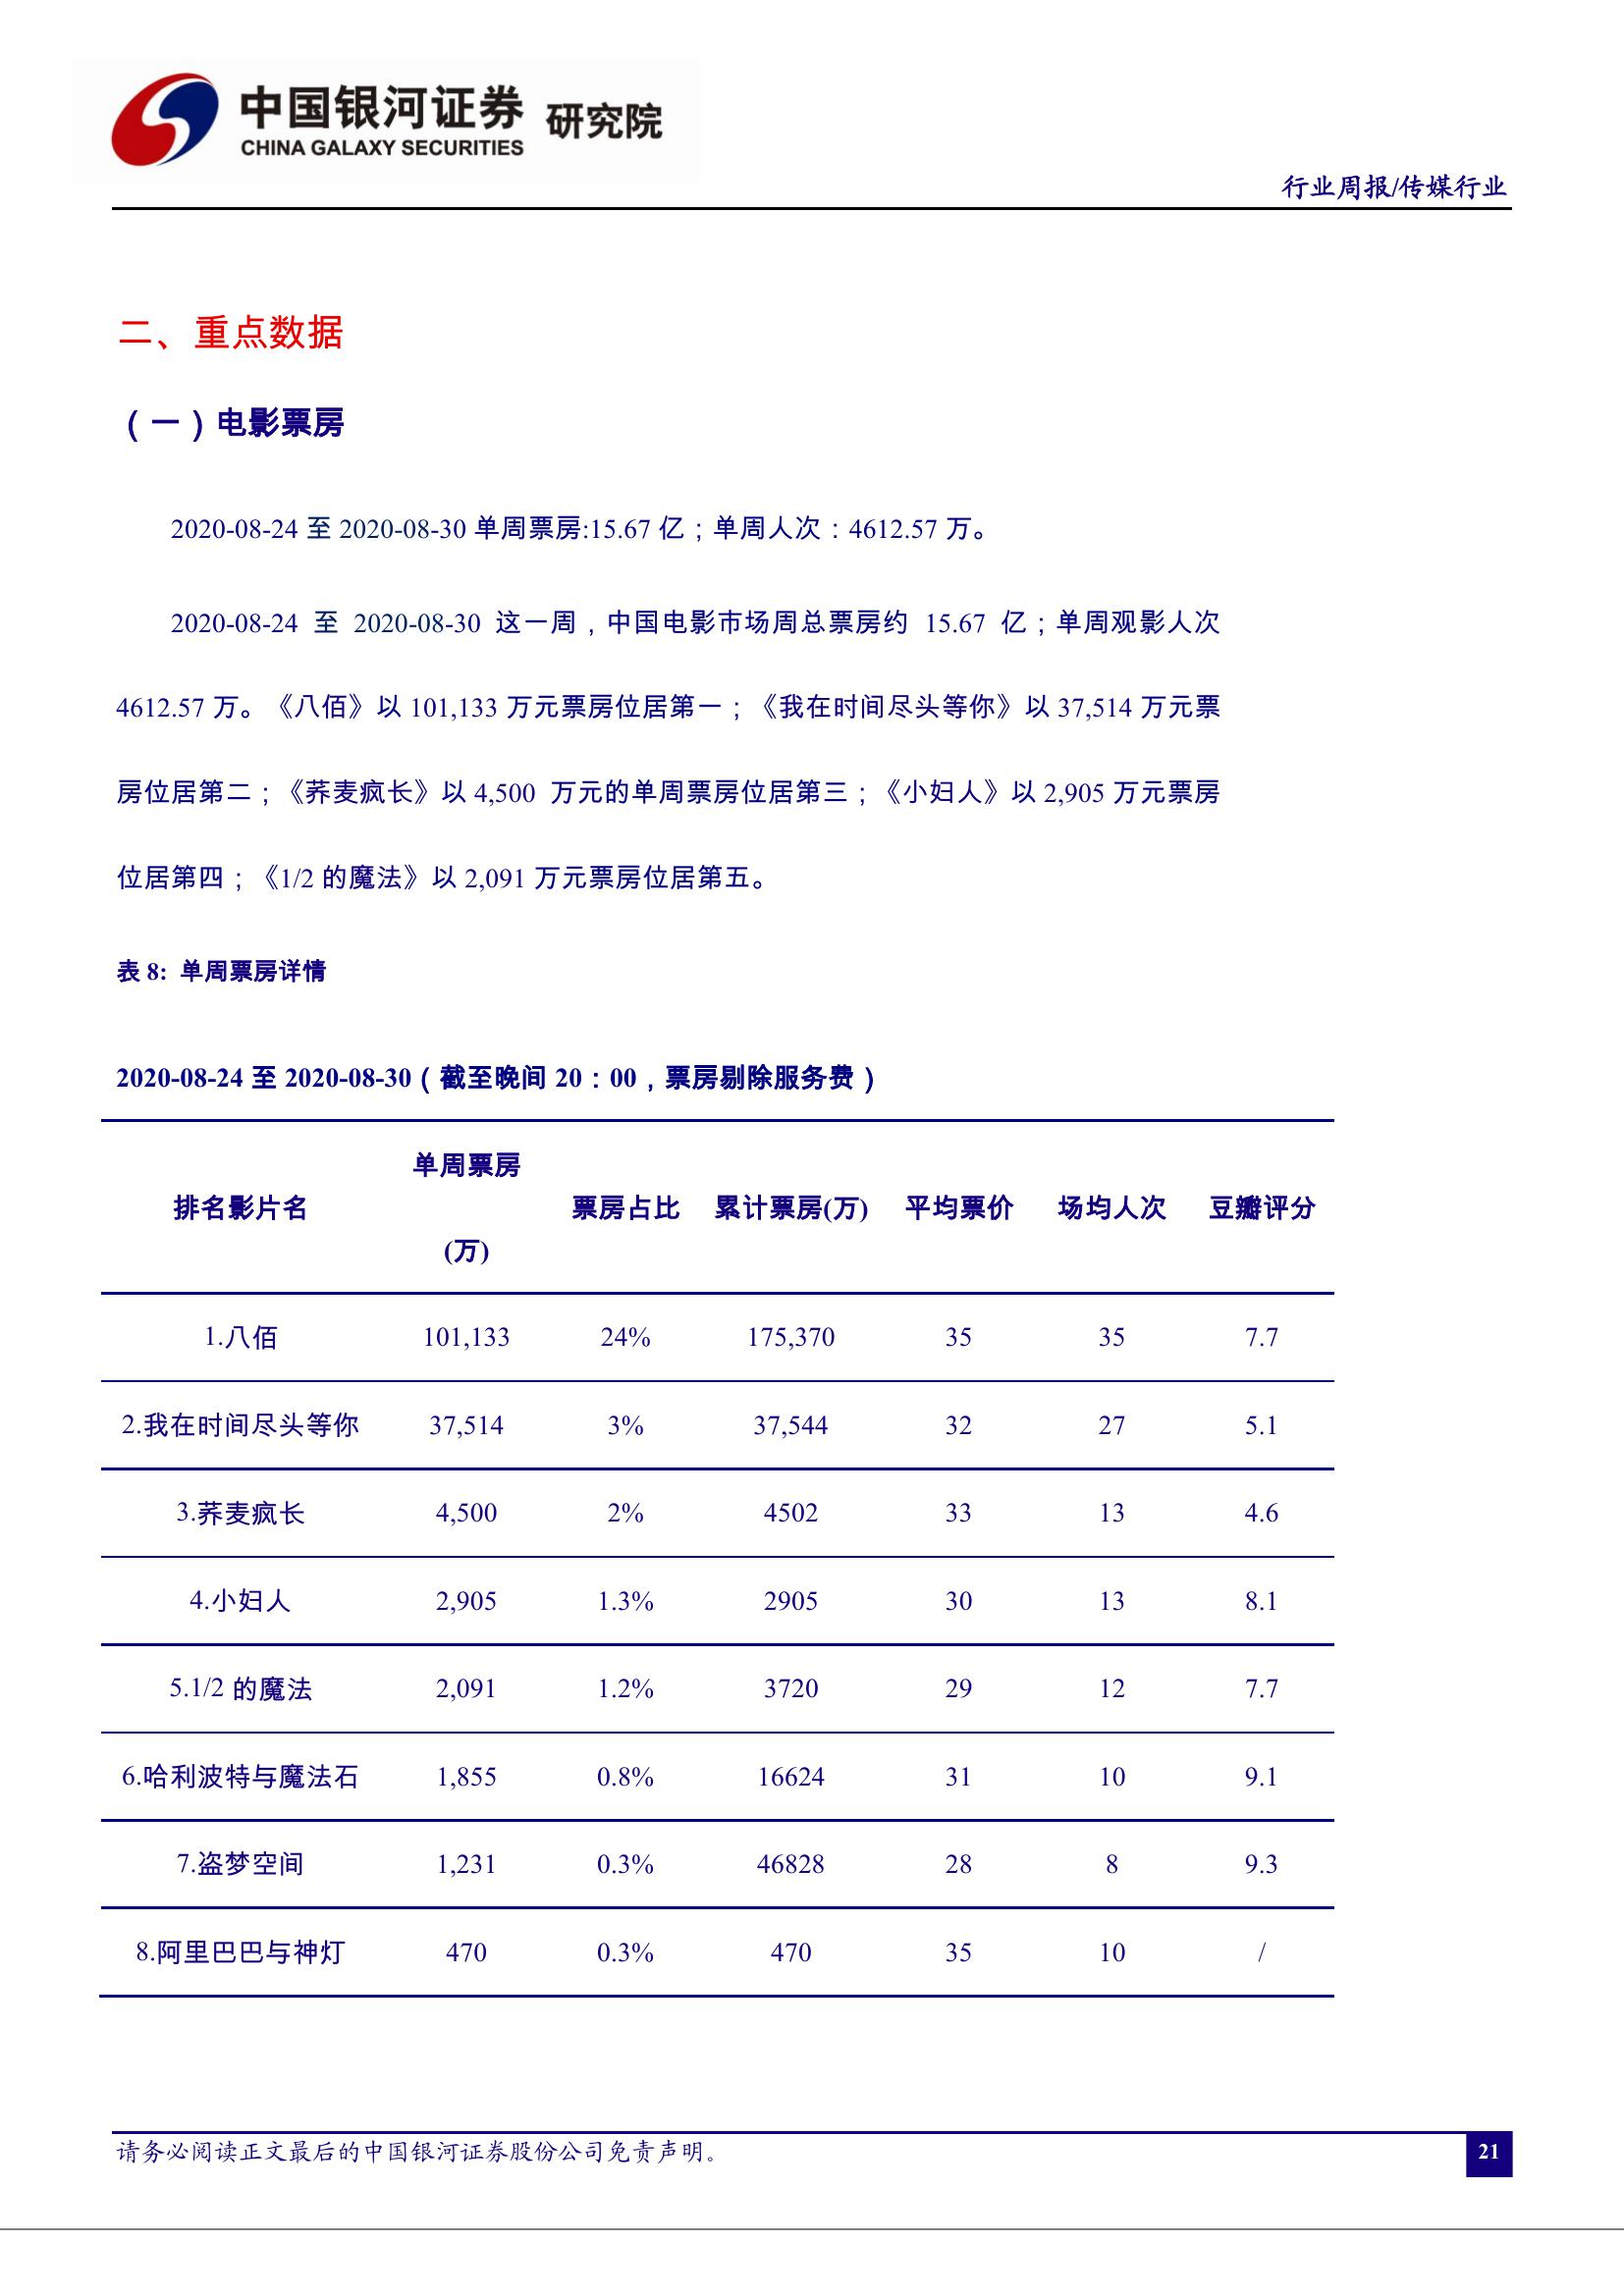 中国银河证券 研究院
CHINA GALAXY SECURITIES
行业周报/传媒行业
二、重点数据
（一）电影票房
2020-08-24 至 2020-08-30 单周票房:15.67 亿；单周人次：4612.57 万。
2020-08-24 至 2020-08-30 这一周，中国电影市场周总票房约 15.67 亿；单周观影人次
4612.57 万。《八佰》以 101,133 万元票房位居第一；《我在时间尽头等你》以 37,514 万元票
房位居第二；《荞麦疯长》以 4,500 万元的单周票房位居第三；《小妇人》以 2,905 万元票房
位居第四；《1/2 的魔法》以 2,091 万元票房位居第五。
表 8: 单周票房详情
2020-08-24 至 2020-08-30（截至晚间 20：00，票房剔除服务费）
排名影片名 单周票房(万) 票房占比 累计票房(万) 平均票价 场均人次 豆瓣评分
1.八佰 101,133 24% 175,370 35 35 7.7
2.我在时间尽头等你 37,514 3% 37,544 32 27 5.1
3.荞麦疯长 4,500 2% 4502 33 13 4.6
4.小妇人 2,905 1.3% 2905 30 13 8.1
5.1/2 的魔法 2,091 1.2% 3720 29 12 7.7
6.哈利波特与魔法石 1,855 0.8% 16624 31 10 9.1
7.盗梦空间 1,231 0.3% 46828 28 8 9.3
8.阿里巴巴与神灯 470 0.3% 470 35 10 /
请务必阅读正文最后的中国银河证券股份公司免责声明。
21